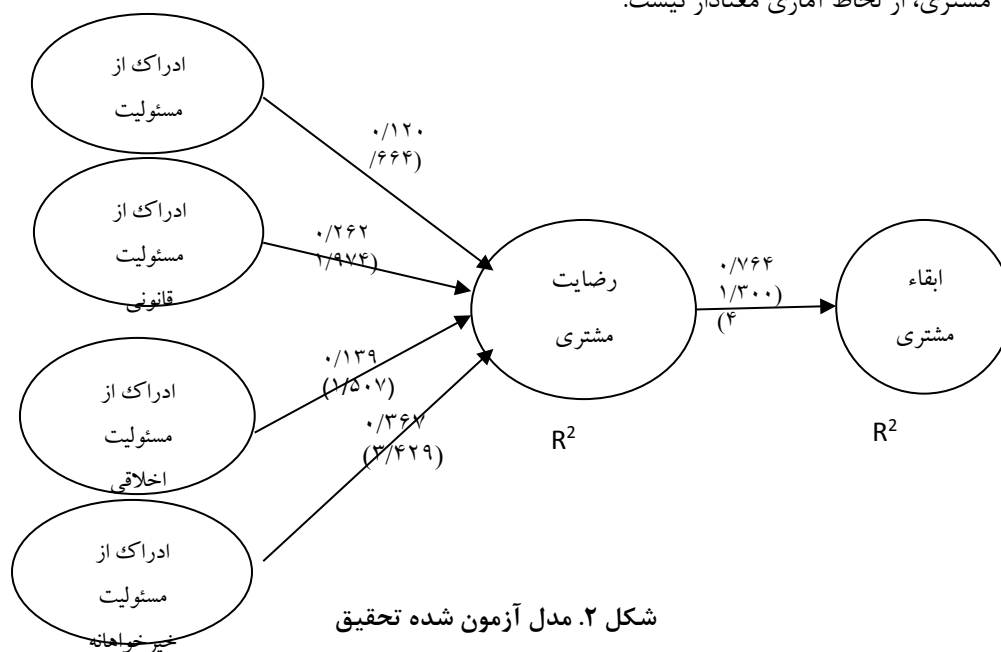 مشتری، از لحاظ آماری معنادار نیست.
ادراک از
مسئولیت
۰/۱۲۰
/۶۶۴)
ادراک از
مسئولیت
قانونی
۰/۲۶۲
۱/۹۷۴)
رضایت
مشتری
R²
۰/۷۶۴
۱/۳۰۰)
(۴
ابقاء
مشتری
R²
ادراک از
مسئولیت
اخلاقی
۰/۱۳۹
(۱/۵۰۷)
۰/۳۶۷
(۳/۴۲۹)
ادراک از
مسئولیت
خیرخواهانه
شکل ۲. مدل آزمون شده تحقیق